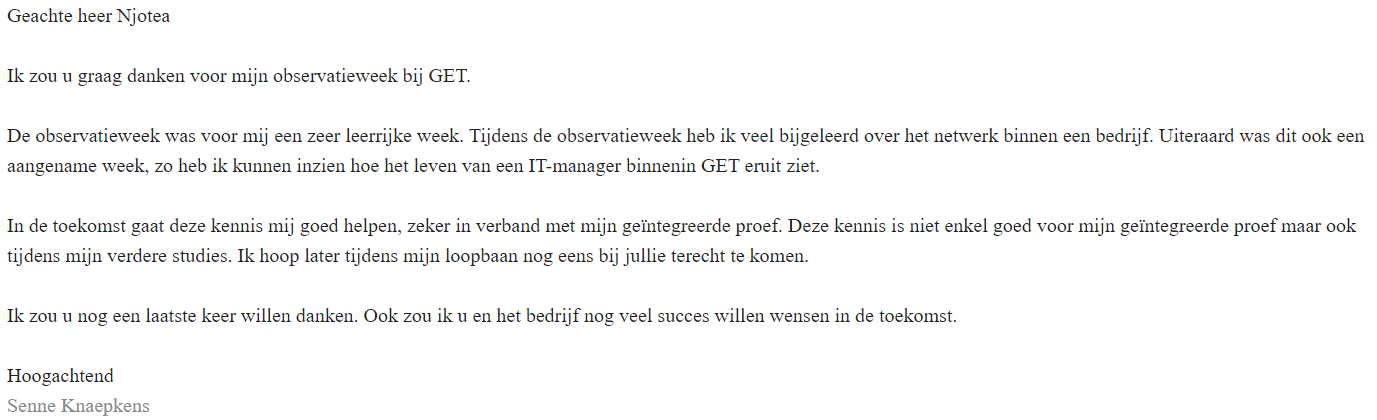 Geachte heer Njotea
Ik zou u graag danken voor mijn observatieweek bij GET.
De observatieweek was voor mij een zeer leerrijke week. Tijdens de observatieweek heb ik veel bijgeleerd over het netwerk binnen een bedrijf. Uiteraard was dit ook een
aangename week, zo heb ik kunnen inzien hoe het leven van een IT-manager binnenin GET eruit ziet.
In de toekomst gaat deze kennis mij goed helpen, zeker in verband met mijn geïntegreerde proef. Deze kennis is niet enkel goed voor mijn geïntegreerde proef maar ook
tijdens mijn verdere studies. Ik hoop later tijdens mijn loopbaan nog eens bij jullie terecht te komen.
Ik zou u nog een laatste keer willen danken. Ook zou ik u en het bedrijf nog veel succes willen wensen in de toekomst.
Hoogachtend
Senne Knaepkens